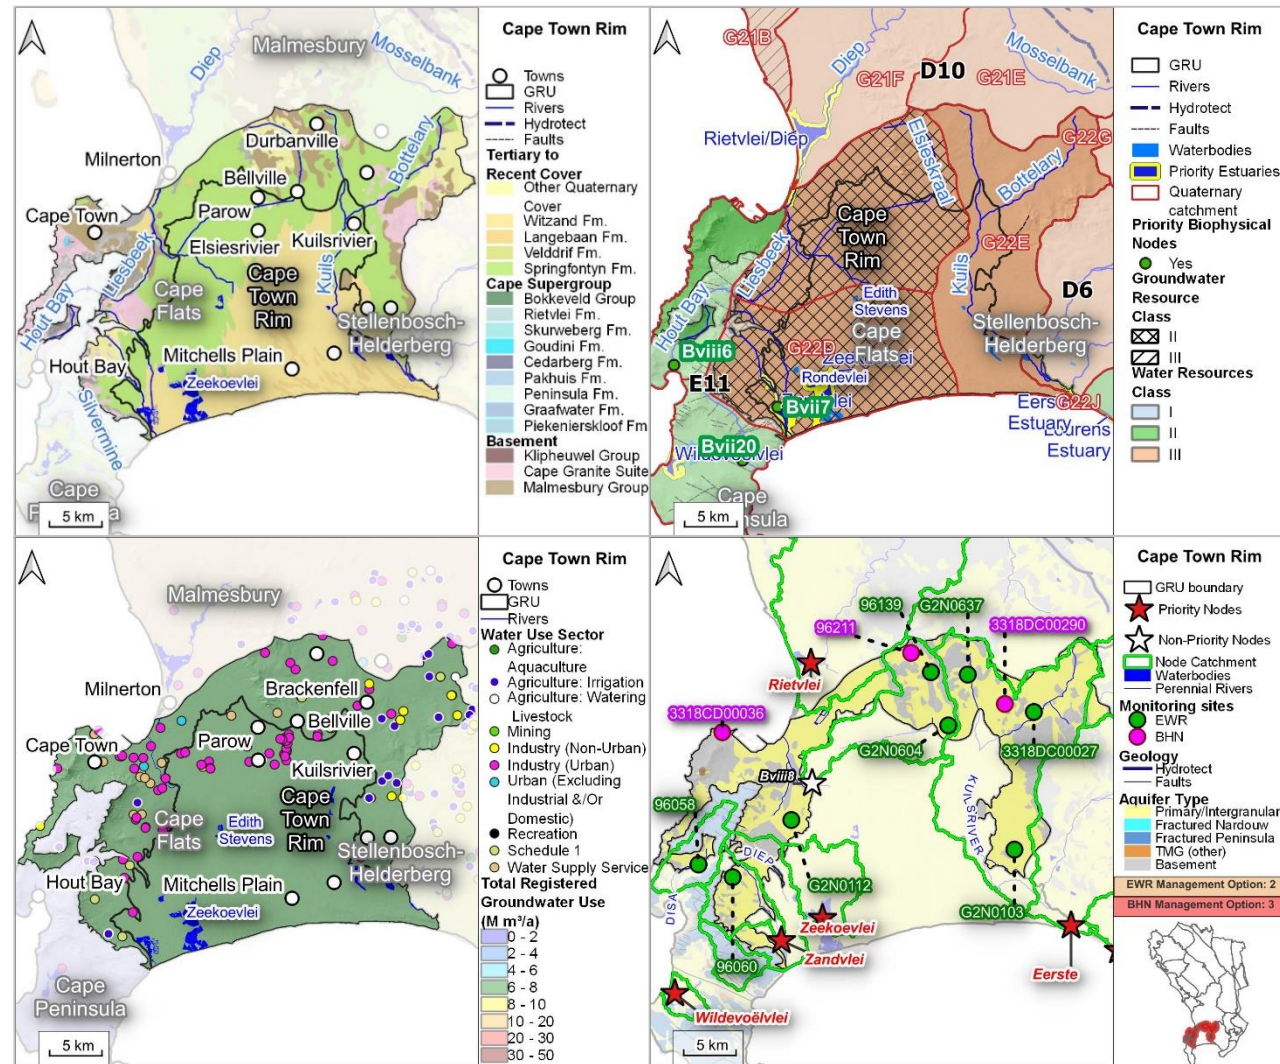 Malmesbury
Diep
Mosselbank
Durbanville
Milnerton
Bottelary
Bellville
Cape Town
Parow
Elsiesrivier
Kuilsrivier
Liesbeek
Cape
Flats
Cape
Town
Rim
Kuils
Hout Bay
Stellenbosch-
Helderberg
Mitchells Plain
Hout Bay
Zeekoevlei
Silvermine
Cape
5 km
Cape Town Rim
Towns
GRU
Rivers
Hydrotect
Faults
Tertiary to
Recent Cover
Other Quaternary
Cover
Witzand Fm.
Langebaan Fm.
Velddrif Fm.
Springfontyn Fm.
Cape Supergroup
Bokkeveld Group
Rietvlei Fm.
Skurweberg Fm.
Goudini Fm.
Cedarberg Fm.
Pakhuis Fm.
Peninsula Fm.
Graafwater Fm.
Piekenierskloof Fm
Basement
Klipheuwel Group
Cape Granite Suite
Malmesbury Group
G21B
Diep
G21F
D10
G21E
Mosselbank
Rietvlei/Diep
Elsieskraal
G22G
Bottelary
Cape
Town
Rim
G22E
Liesbeek
Kuils
D6
Edith
Stevens
Cape
Flats
Hout Bay
Stellenbosch-
Helderberg
G22D
Bviii6
Rondevlei
E11
Bvii7
G22J
Estuary
Lourens
Estuary
Bvii20
Cape
5 km
Cape Town Rim
GRU
Rivers
Hydrotect
Faults
Waterbodies
Priority Estuaries
Quaternary
catchment
Priority Biophysical
Nodes
Yes
Groundwater
Resource
Class
II
III
Water Resources
Class
I
II
III
Malmesbury
Milnerton
Brackenfell
Bellville
Parow
Cape Town
Kuilsrivier
Cape
Town
Rim
Cape
Flats
Edith
Stevens
Stellenbosch-
Helderberg
Hout Bay
Mitchells Plain
Zeekoevlei
Cape
Peninsula
5 km
Cape Town Rim
Towns
GRU
Rivers
Water Use Sector
Agriculture:
Aquaculture
Agriculture: Irrigation
Agriculture: Watering
Livestock
Mining
Industry (Non-Urban)
Industry (Urban)
Urban (Excluding
Industrial &/Or
Domestic)
Recreation
Schedule 1
Water Supply Service
Total Registered
Groundwater Use
(M m³/a)
0 - 2
2 - 4
4 - 6
6 - 8
8 - 10
10 - 20
20 - 30
30 - 50
96139
G2N0637
96211
3318DC00290
Rietvlei
3318CD00036
G2N0604
3318DC00027
Bviii8
96058
KUILSRIVER
DIEP
G2N0112
DISA
G2N0103
Zeekoevlei
Zandvlei
96060
Eerste
Wildevoëlvlei
5 km
Cape Town Rim
GRU boundary
Priority Nodes
Non-Priority Nodes
Node Catchment
Waterbodies
Perennial Rivers
Monitoring sites
EWR
BHN
Geology
Hydrotect
Faults
Aquifer Type
Primary/Intergranular
Fractured Nardouw
Fractured Peninsula
TMG (other)
Basement
EWR Management Option: 2
BHN Management Option: 3